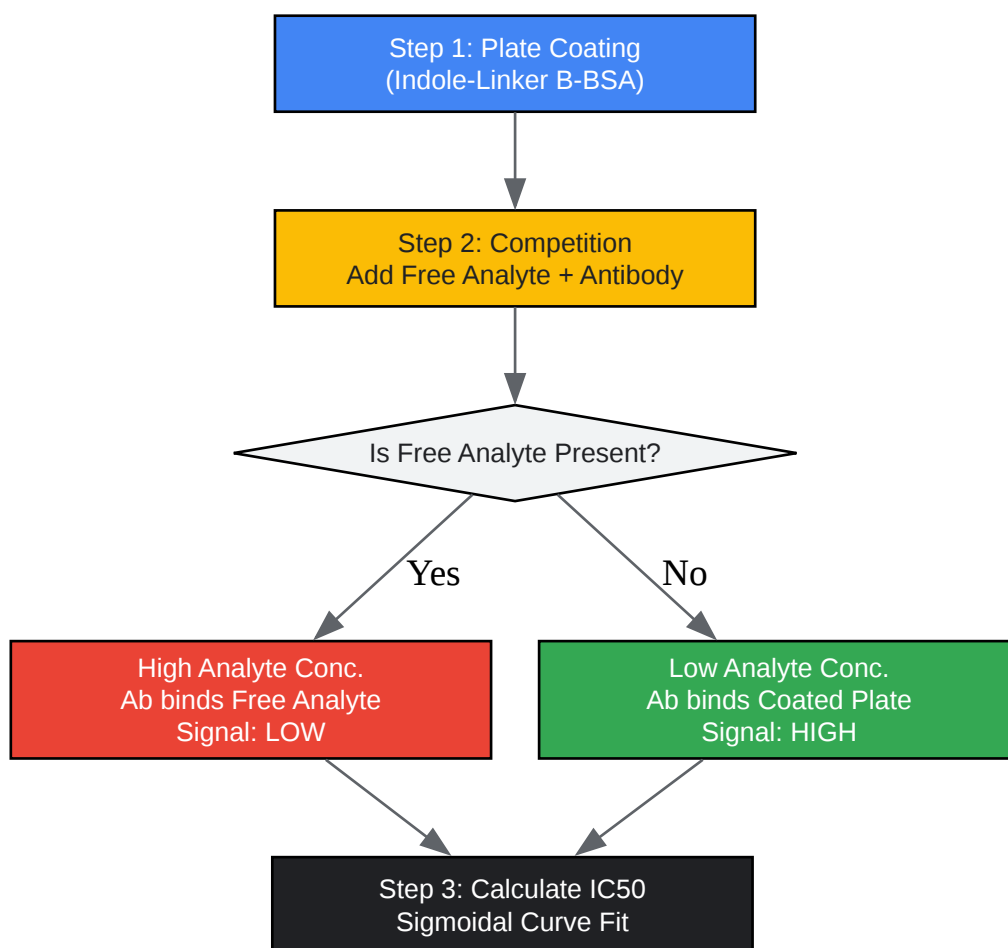 Step 1: Plate Coating
(Indole-Linker B-BSA)
Step 2: Competition
Add Free Analyte + Antibody
Is Free Analyte Present?
Yes
No
High Analyte Conc.
Ab binds Free Analyte
Signal: LOW
Low Analyte Conc.
Ab binds Coated Plate
Signal: HIGH
Step 3: Calculate IC50
Sigmoidal Curve Fit